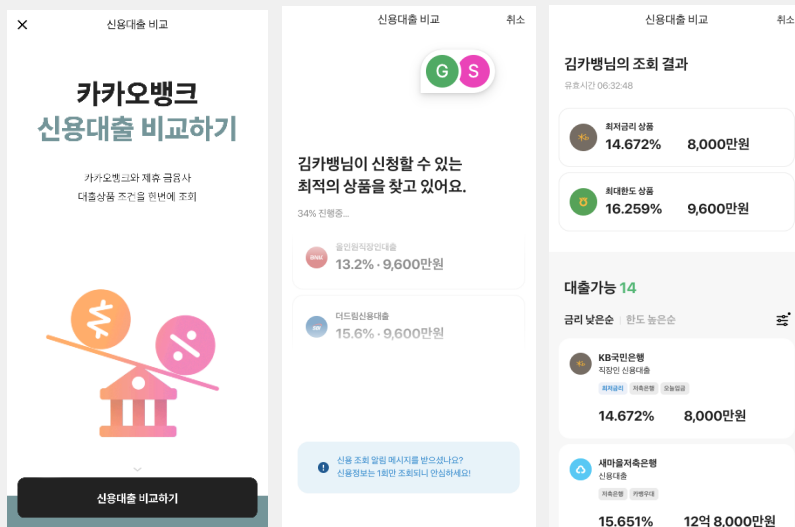 신용대출 비교
카카오뱅크
신용대출 비교하기
카카오뱅크와 제휴 금융사
대출상품 조건을 한번에 조회
신용대출 비교하기
신용대출 비교
취소
G S
김카뱅님이 신청할 수 있는
최적의 상품을 찾고 있어요.
34% 진행중...
올인원직장인대출
13.2% · 9,600만원
더드림신용대출
15.6% · 9,600만원
신용 조회 알림 메시지를 받으셨나요?
신용정보는 1회만 조회되니 안심하세요!
신용대출 비교
취소
김카뱅님의 조회 결과
유효시간 06:32:48
최저금리 상품
14.672% 8,000만원
최대한도 상품
16.259% 9,600만원
대출가능 14
금리 낮은순 | 한도 높은순
KB국민은행
직장인 신용대출
최저금리 저축은행 오늘입금
14.672% 8,000만원
새마을저축은행
신용대출
저축은행 카뱅우대
15.651% 12억 8,000만원